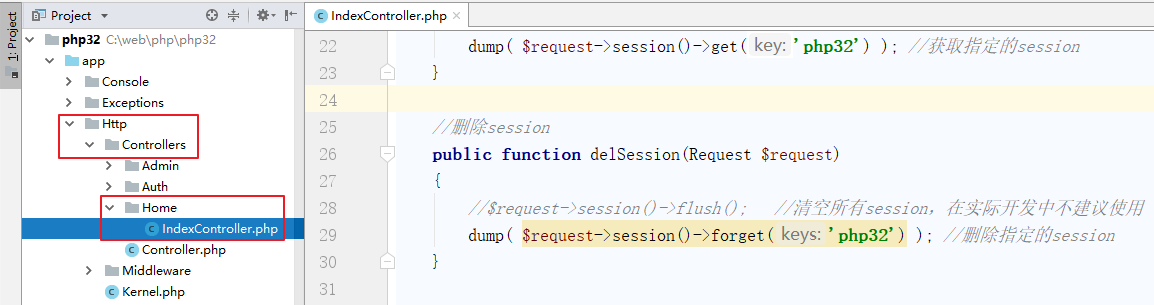 1: Project
Project
php32 C:\web\php\php32
app
Console
Exceptions
Http
Controllers
Admin
Auth
Home
IndexController.php
Controller.php
Middleware
Kernel.php
IndexController.php
22 dump( $request->session()->get( key: 'php32') ); //获取指定的session
23 }
24
25 //删除session
26 public function delSession(Request $request)
27 {
28 //$request->session()->flush(); //清空所有session，在实际开发中不建议使用
29 dump( $request->session()->forget( keys: 'php32') ); //删除指定的session
30 }
31